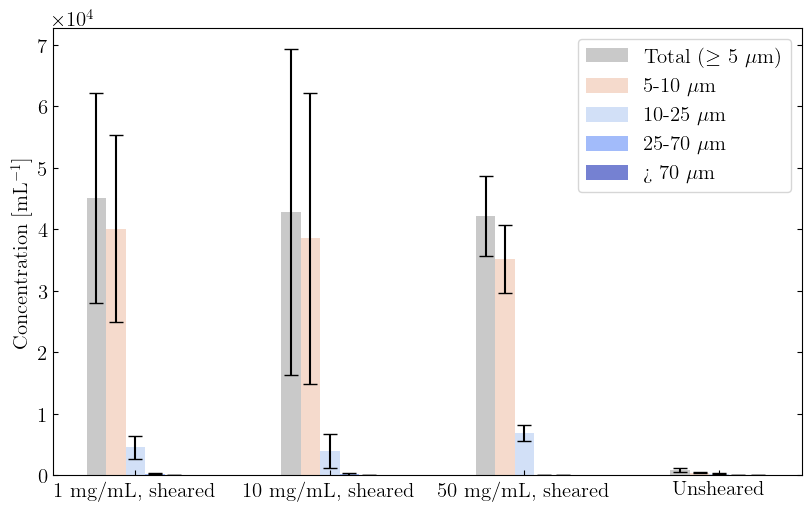 ×10⁴
7
6
5
4
3
2
1
0
Concentration [mL⁻¹]
Total (≥ 5 μm)
5-10 μm
10-25 μm
25-70 μm
¿ 70 μm
1 mg/mL, sheared
10 mg/mL, sheared
50 mg/mL, sheared
Unsheared